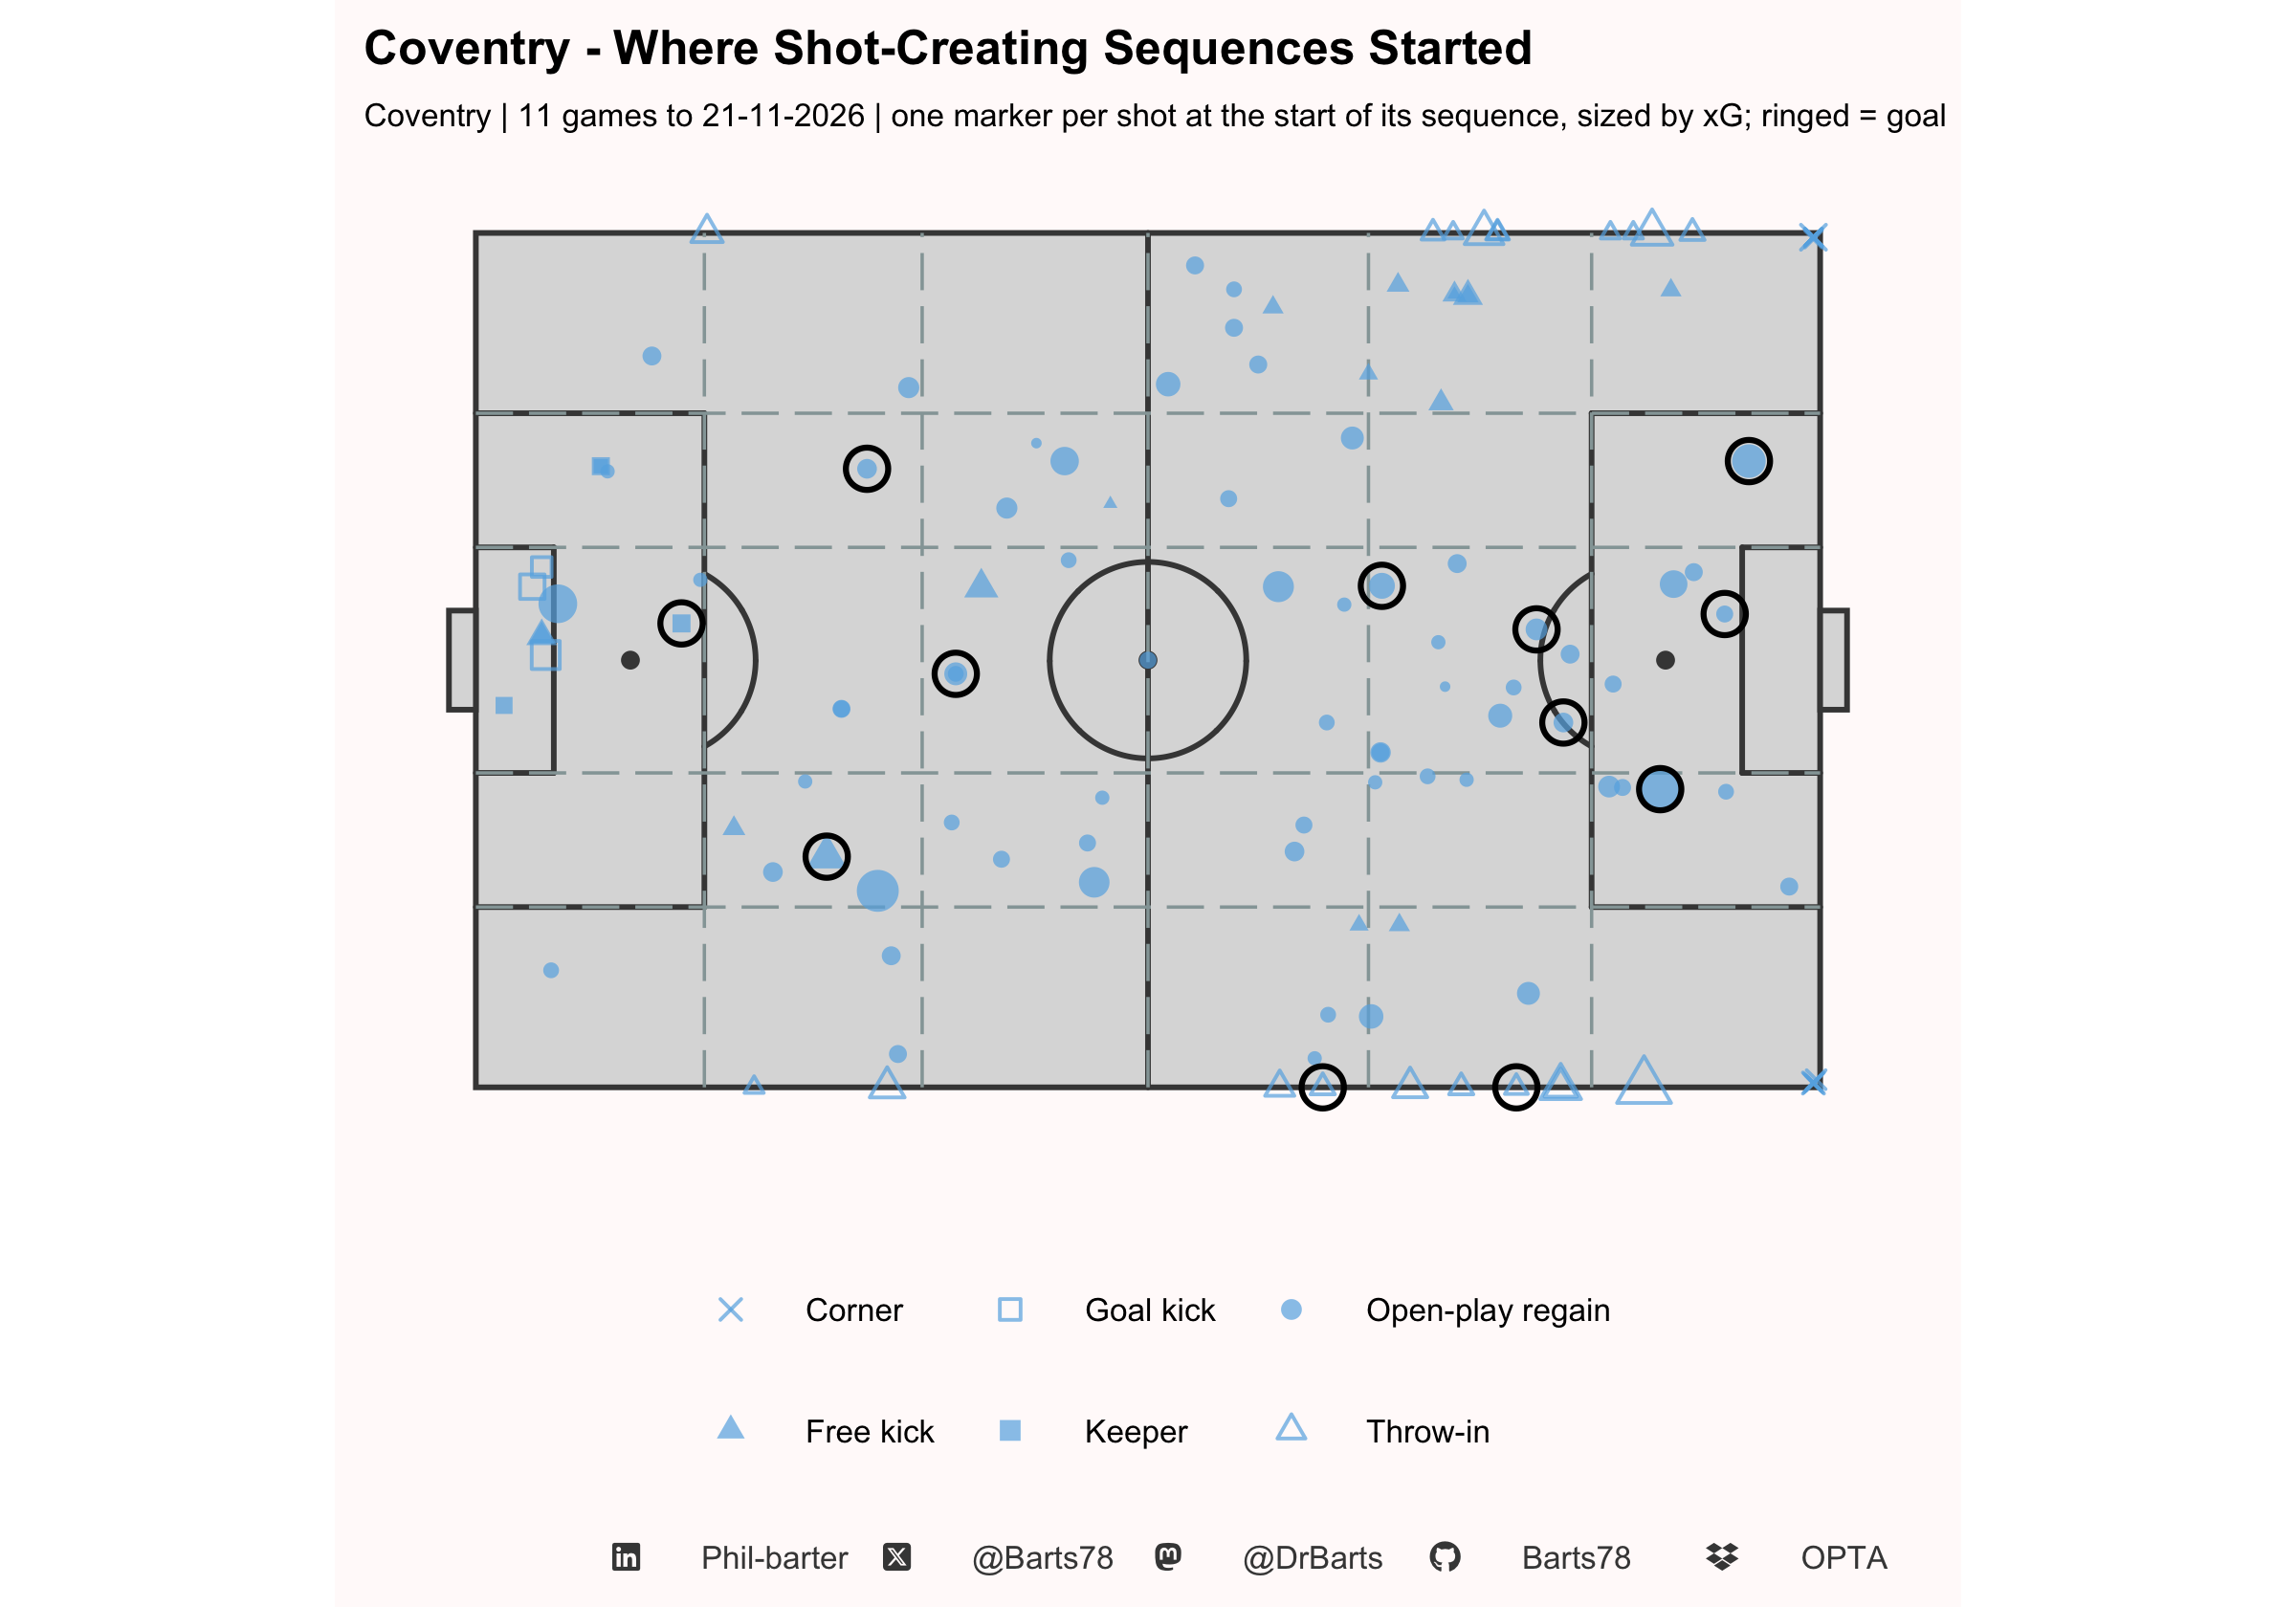 Coventry - Where Shot-Creating Sequences Started
Coventry | 11 games to 21-11-2026 | one marker per shot at the start of its sequence, sized by xG; ringed = goal
Corner
Goal kick
Open-play regain
Free kick
Keeper
Throw-in
Phil-barter
@Barts78
@DrBarts
Barts78
OPTA